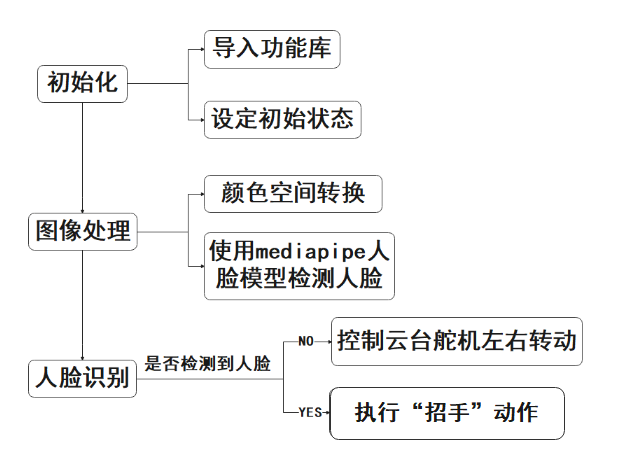 导入功能库
初始化
设定初始状态
颜色空间转换
图像处理
使用mediapipe人
脸模型检测人脸
NO
控制云台舵机左右转动
是否检测到人脸
人脸识别
YES
执行“招手”动作